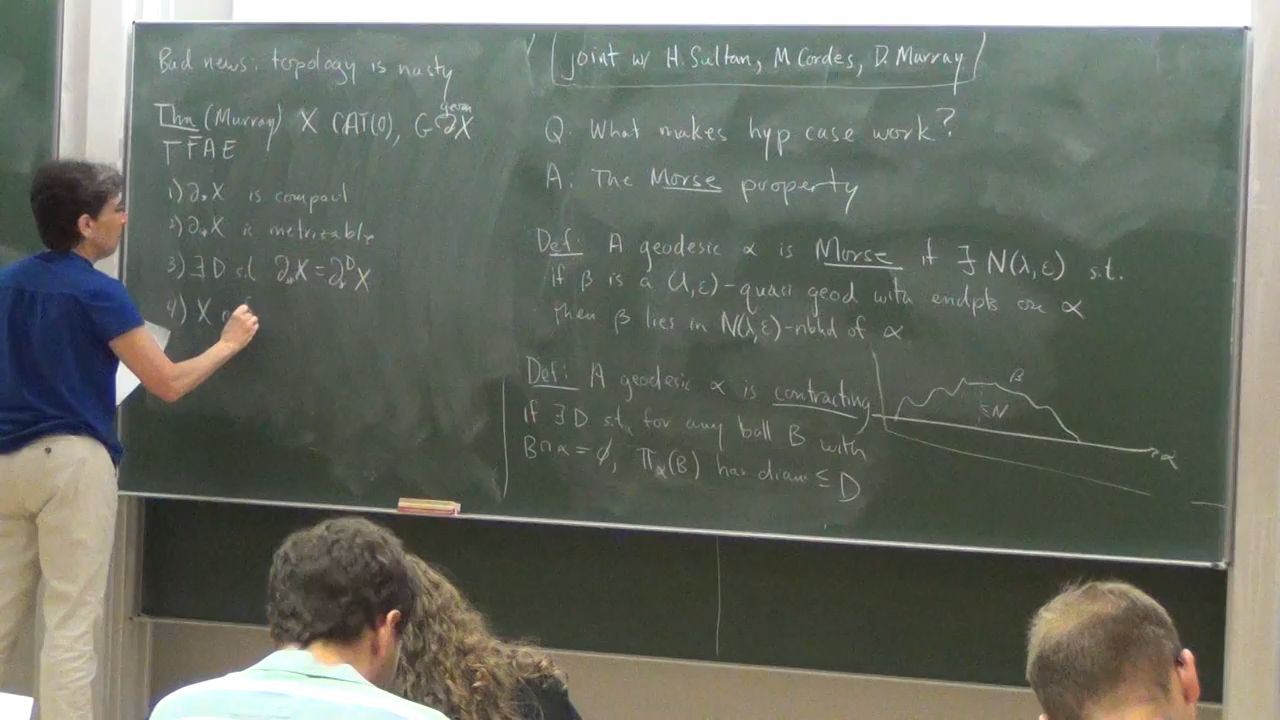 Bad news: topology is nasty
Thm (Murray) X CAT(0), G↷∂X geom
TFAE
1) ∂*X is compact
2) ∂*X is metrizable
3) ∃D s.t. ∂*X = ∂*ᴰX
4) X
(joint w/ H. Sultan, M Cordes, D. Murray)
Q: What makes hyp case work?
A: The Morse property
Def: A geodesic α is Morse if ∃ N(λ,ε) s.t.
if β is a (λ,ε)-quasi geod with endpts on α
then β lies in N(λ,ε)-nbhd of α
Def: A geodesic α is contracting
if ∃D s.t. for any ball B with
B∩α = ∅, π_α(B) has diam ≤ D
β
≤N
α